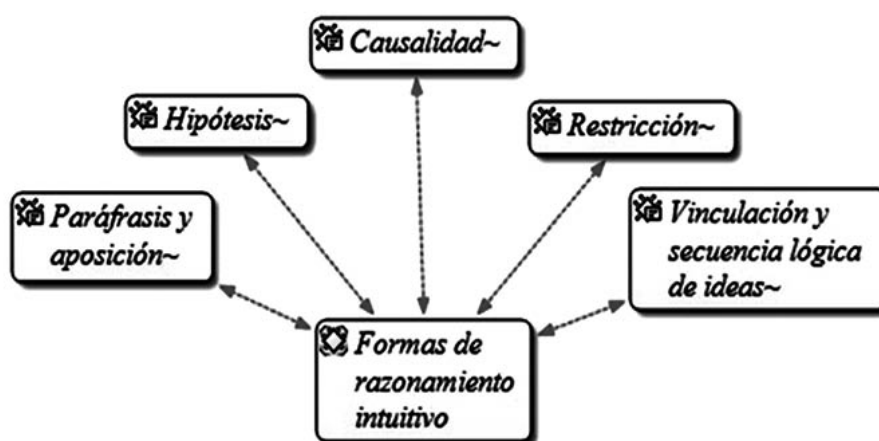 Causalidad~
Hipótesis~
Restricción~
Paráfrasis y
aposición~
Vinculación y
secuencia lógica
de ideas~
Formas de
razonamiento
intuitivo